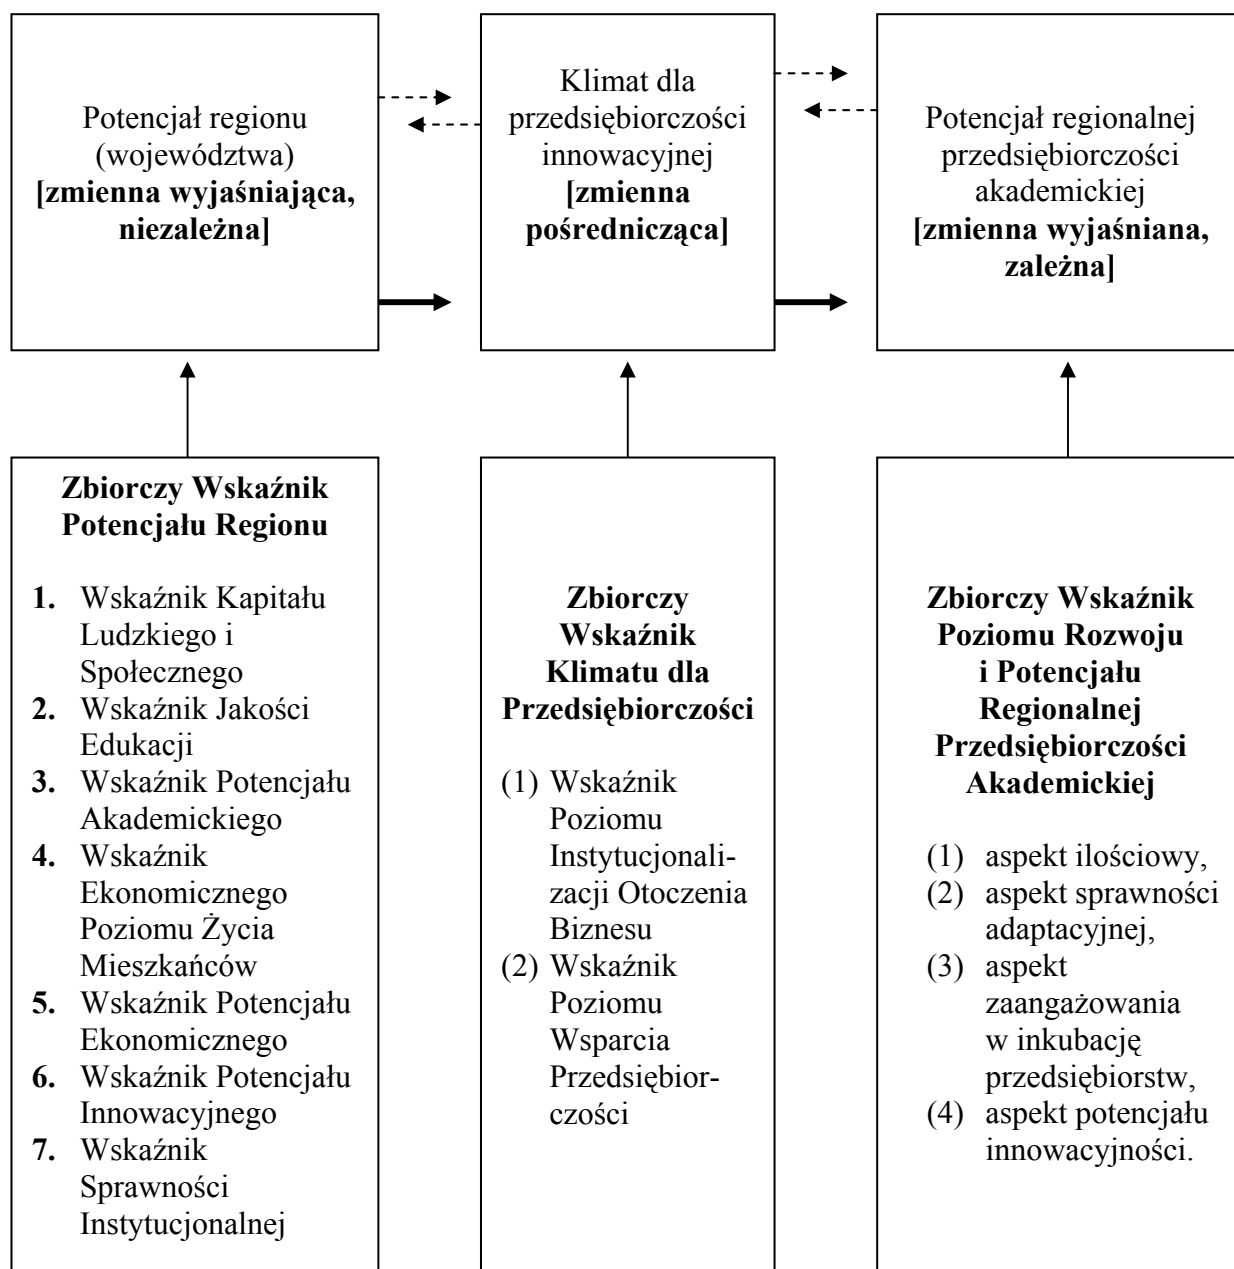 Potencjał regionu
(województwa)
[zmienna wyjaśniająca,
niezależna]
Klimat dla
przedsiębiorczości
innowacyjnej
[zmienna
pośrednicząca]
Potencjał regionalnej
przedsiębiorczości
akademickiej
[zmienna wyjaśniana,
zależna]
Zbiorczy Wskaźnik
Potencjału Regionu
1. Wskaźnik Kapitału
Ludzkiego i
Społecznego
2. Wskaźnik Jakości
Edukacji
3. Wskaźnik Potencjału
Akademickiego
4. Wskaźnik
Ekonomicznego
Poziomu Życia
Mieszkańców
5. Wskaźnik Potencjału
Ekonomicznego
6. Wskaźnik Potencjału
Innowacyjnego
7. Wskaźnik
Sprawności
Instytucjonalnej
Zbiorczy
Wskaźnik
Klimatu dla
Przedsiębiorczości
(1) Wskaźnik
Poziomu
Instytucjonali-
zacji Otoczenia
Biznesu
(2) Wskaźnik
Poziomu
Wsparcia
Przedsiębior-
czości
Zbiorczy Wskaźnik
Poziomu Rozwoju
i Potencjału
Regionalnej
Przedsiębiorczości
Akademickiej
(1) aspekt ilościowy,
(2) aspekt sprawności
adaptacyjnej,
(3) aspekt
zaangażowania
w inkubację
przedsiębiorstw,
(4) aspekt potencjału
innowacyjności.